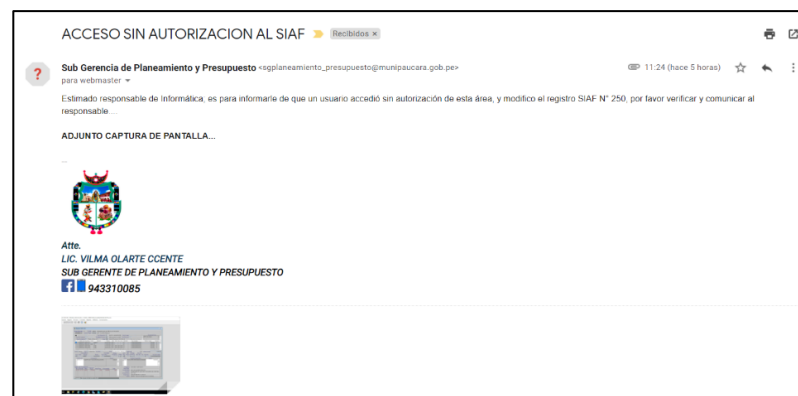 ACCESO SIN AUTORIZACION AL SIAF Recibidos ×
Sub Gerencia de Planeamiento y Presupuesto <sgplaneamiento_presupuesto@munipaucara.gob.pe> 11:24 (hace 5 horas)
para webmaster
Estimado responsable de Informática, es para informarle de que un usuario accedió sin autorización de esta área, y modifico el registro SIAF N° 250, por favor verificar y comunicar al
responsable....
ADJUNTO CAPTURA DE PANTALLA...
...
Atte.
LIC. VILMA OLARTE CCENTE
SUB GERENTE DE PLANEAMIENTO Y PRESUPUESTO
943310085